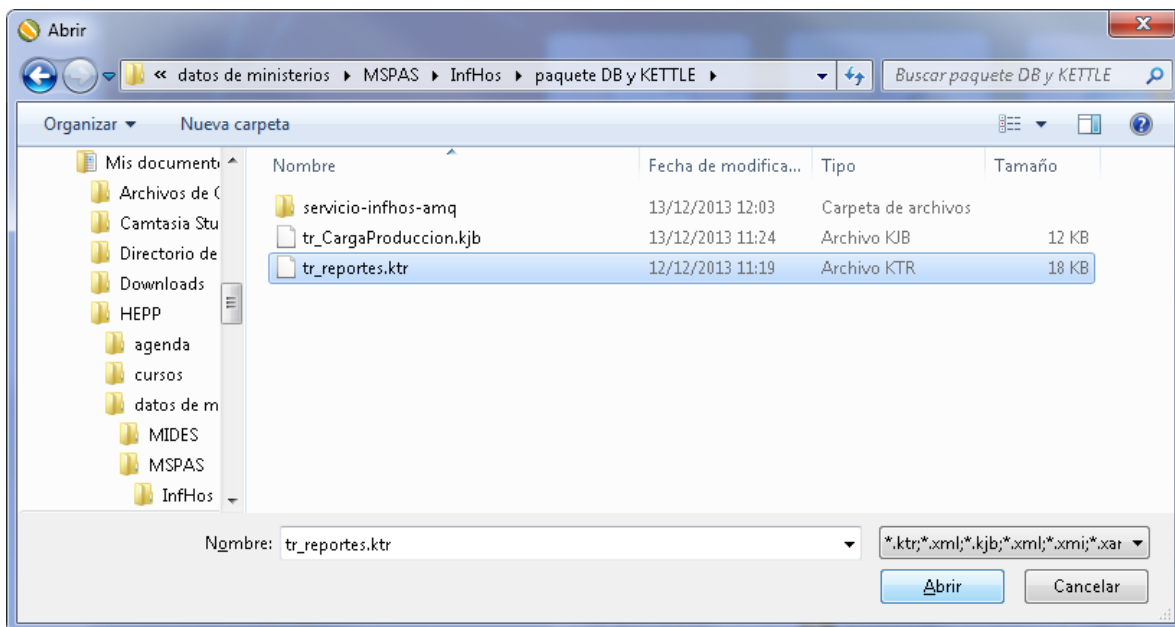 Abrir
« datos de ministerios ▸ MSPAS ▸ InfHos ▸ paquete DB y KETTLE ▸
Buscar paquete DB y KETTLE
Organizar ▾ Nueva carpeta
Mis document
Archivos de
Camtasia Stu
Directorio de
Downloads
HEPP
agenda
cursos
datos de m
MIDES
MSPAS
InfHos
Nombre Fecha de modifica... Tipo Tamaño
servicio-infhos-amq 13/12/2013 12:03 Carpeta de archivos
tr_CargaProduccion.kjb 13/12/2013 11:24 Archivo KJB 12 KB
tr_reportes.ktr 12/12/2013 11:19 Archivo KTR 18 KB
Nombre: tr_reportes.ktr
*.ktr;*.xml;*.kjb;*.xml;*.xmi;*.xar
Abrir Cancelar